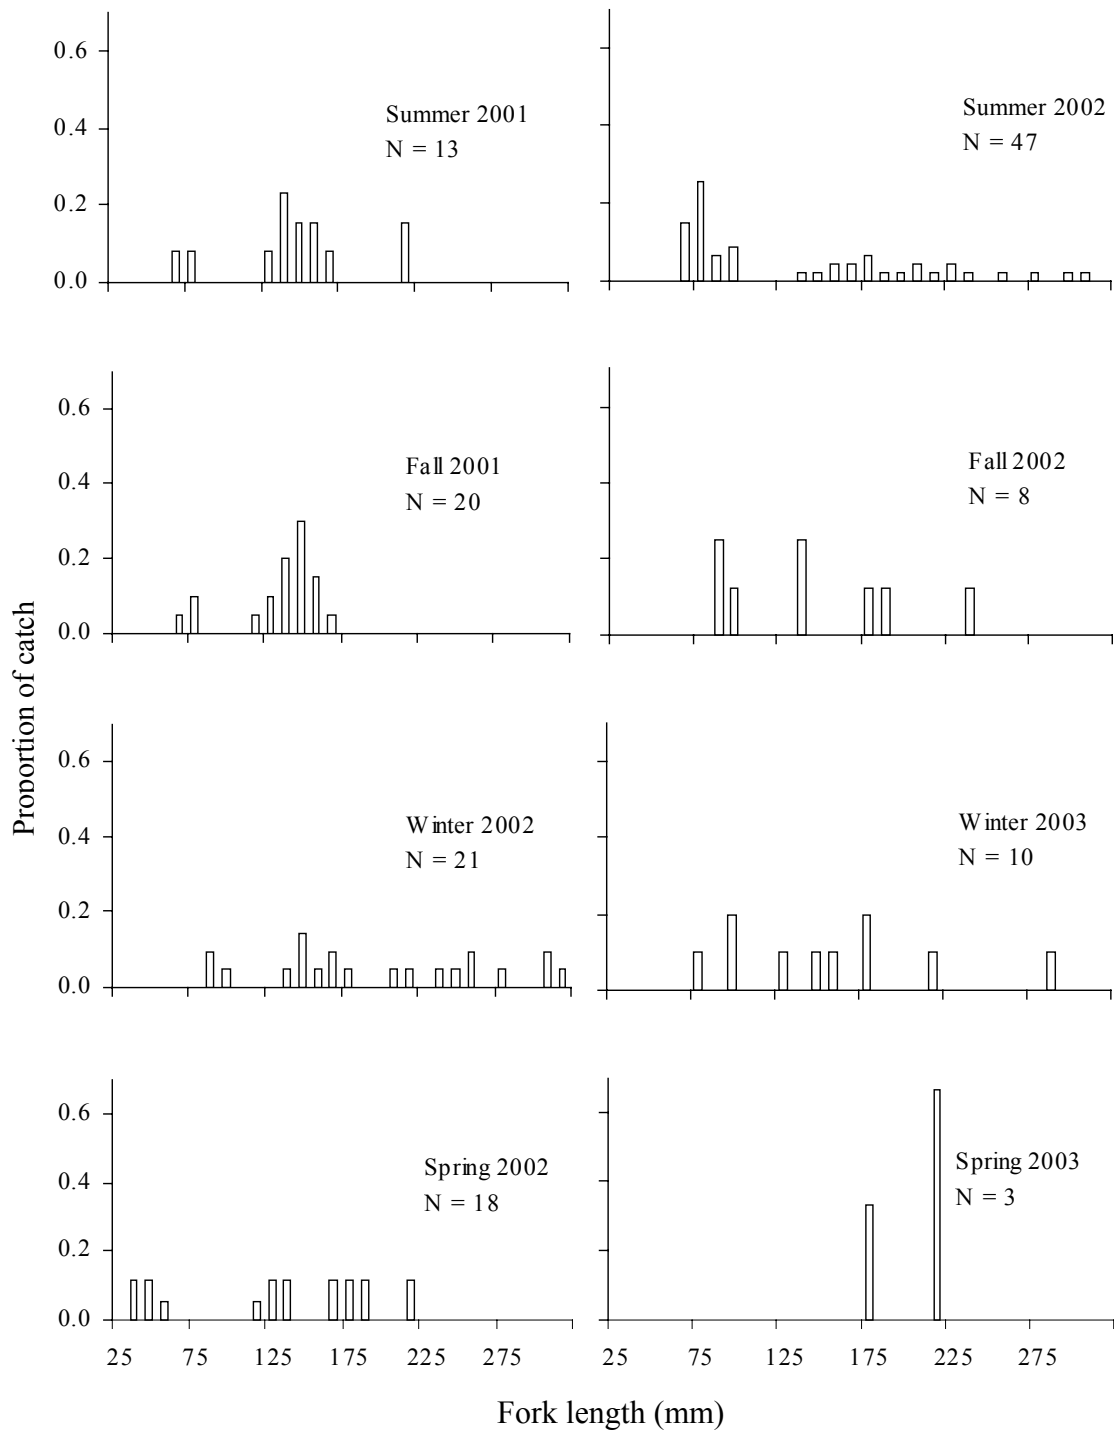 0.6
0.4
0.2
0.0
Summer 2001
N = 13
Summer 2002
N = 47
0.6
0.4
0.2
0.0
Fall 2001
N = 20
Fall 2002
N = 8
Proportion of catch
0.6
0.4
0.2
0.0
Winter 2002
N = 21
Winter 2003
N = 10
0.6
0.4
0.2
0.0
Spring 2002
N = 18
Spring 2003
N = 3
25 75 125 175 225 275
25 75 125 175 225 275
Fork length (mm)